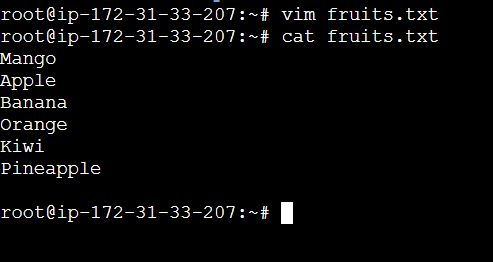 root@ip-172-31-33-207:~# vim fruits.txt
root@ip-172-31-33-207:~# cat fruits.txt
Mango
Apple
Banana
Orange
Kiwi
Pineapple

root@ip-172-31-33-207:~#